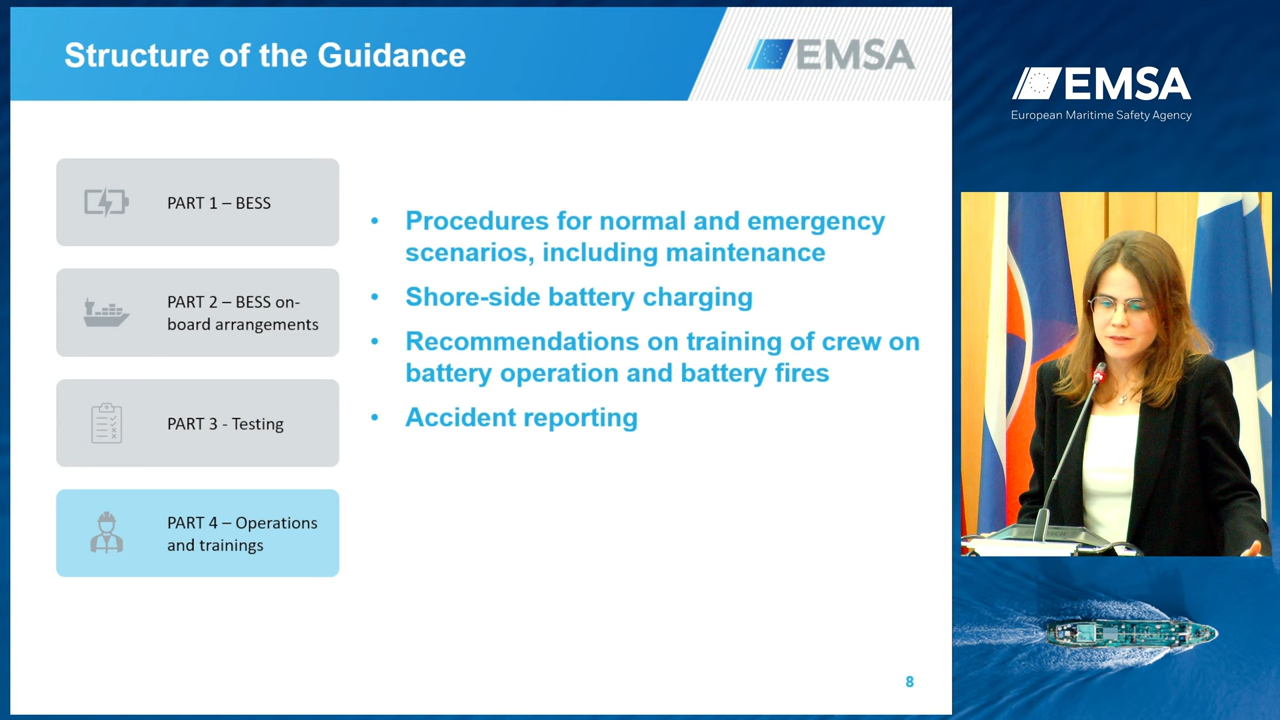 Structure of the Guidance
EMSA
PART 1 – BESS
PART 2 – BESS on-
board arrangements
PART 3 - Testing
PART 4 – Operations
and trainings
• Procedures for normal and emergency
scenarios, including maintenance
• Shore-side battery charging
• Recommendations on training of crew on
battery operation and battery fires
• Accident reporting
8
EMSA
European Maritime Safety Agency